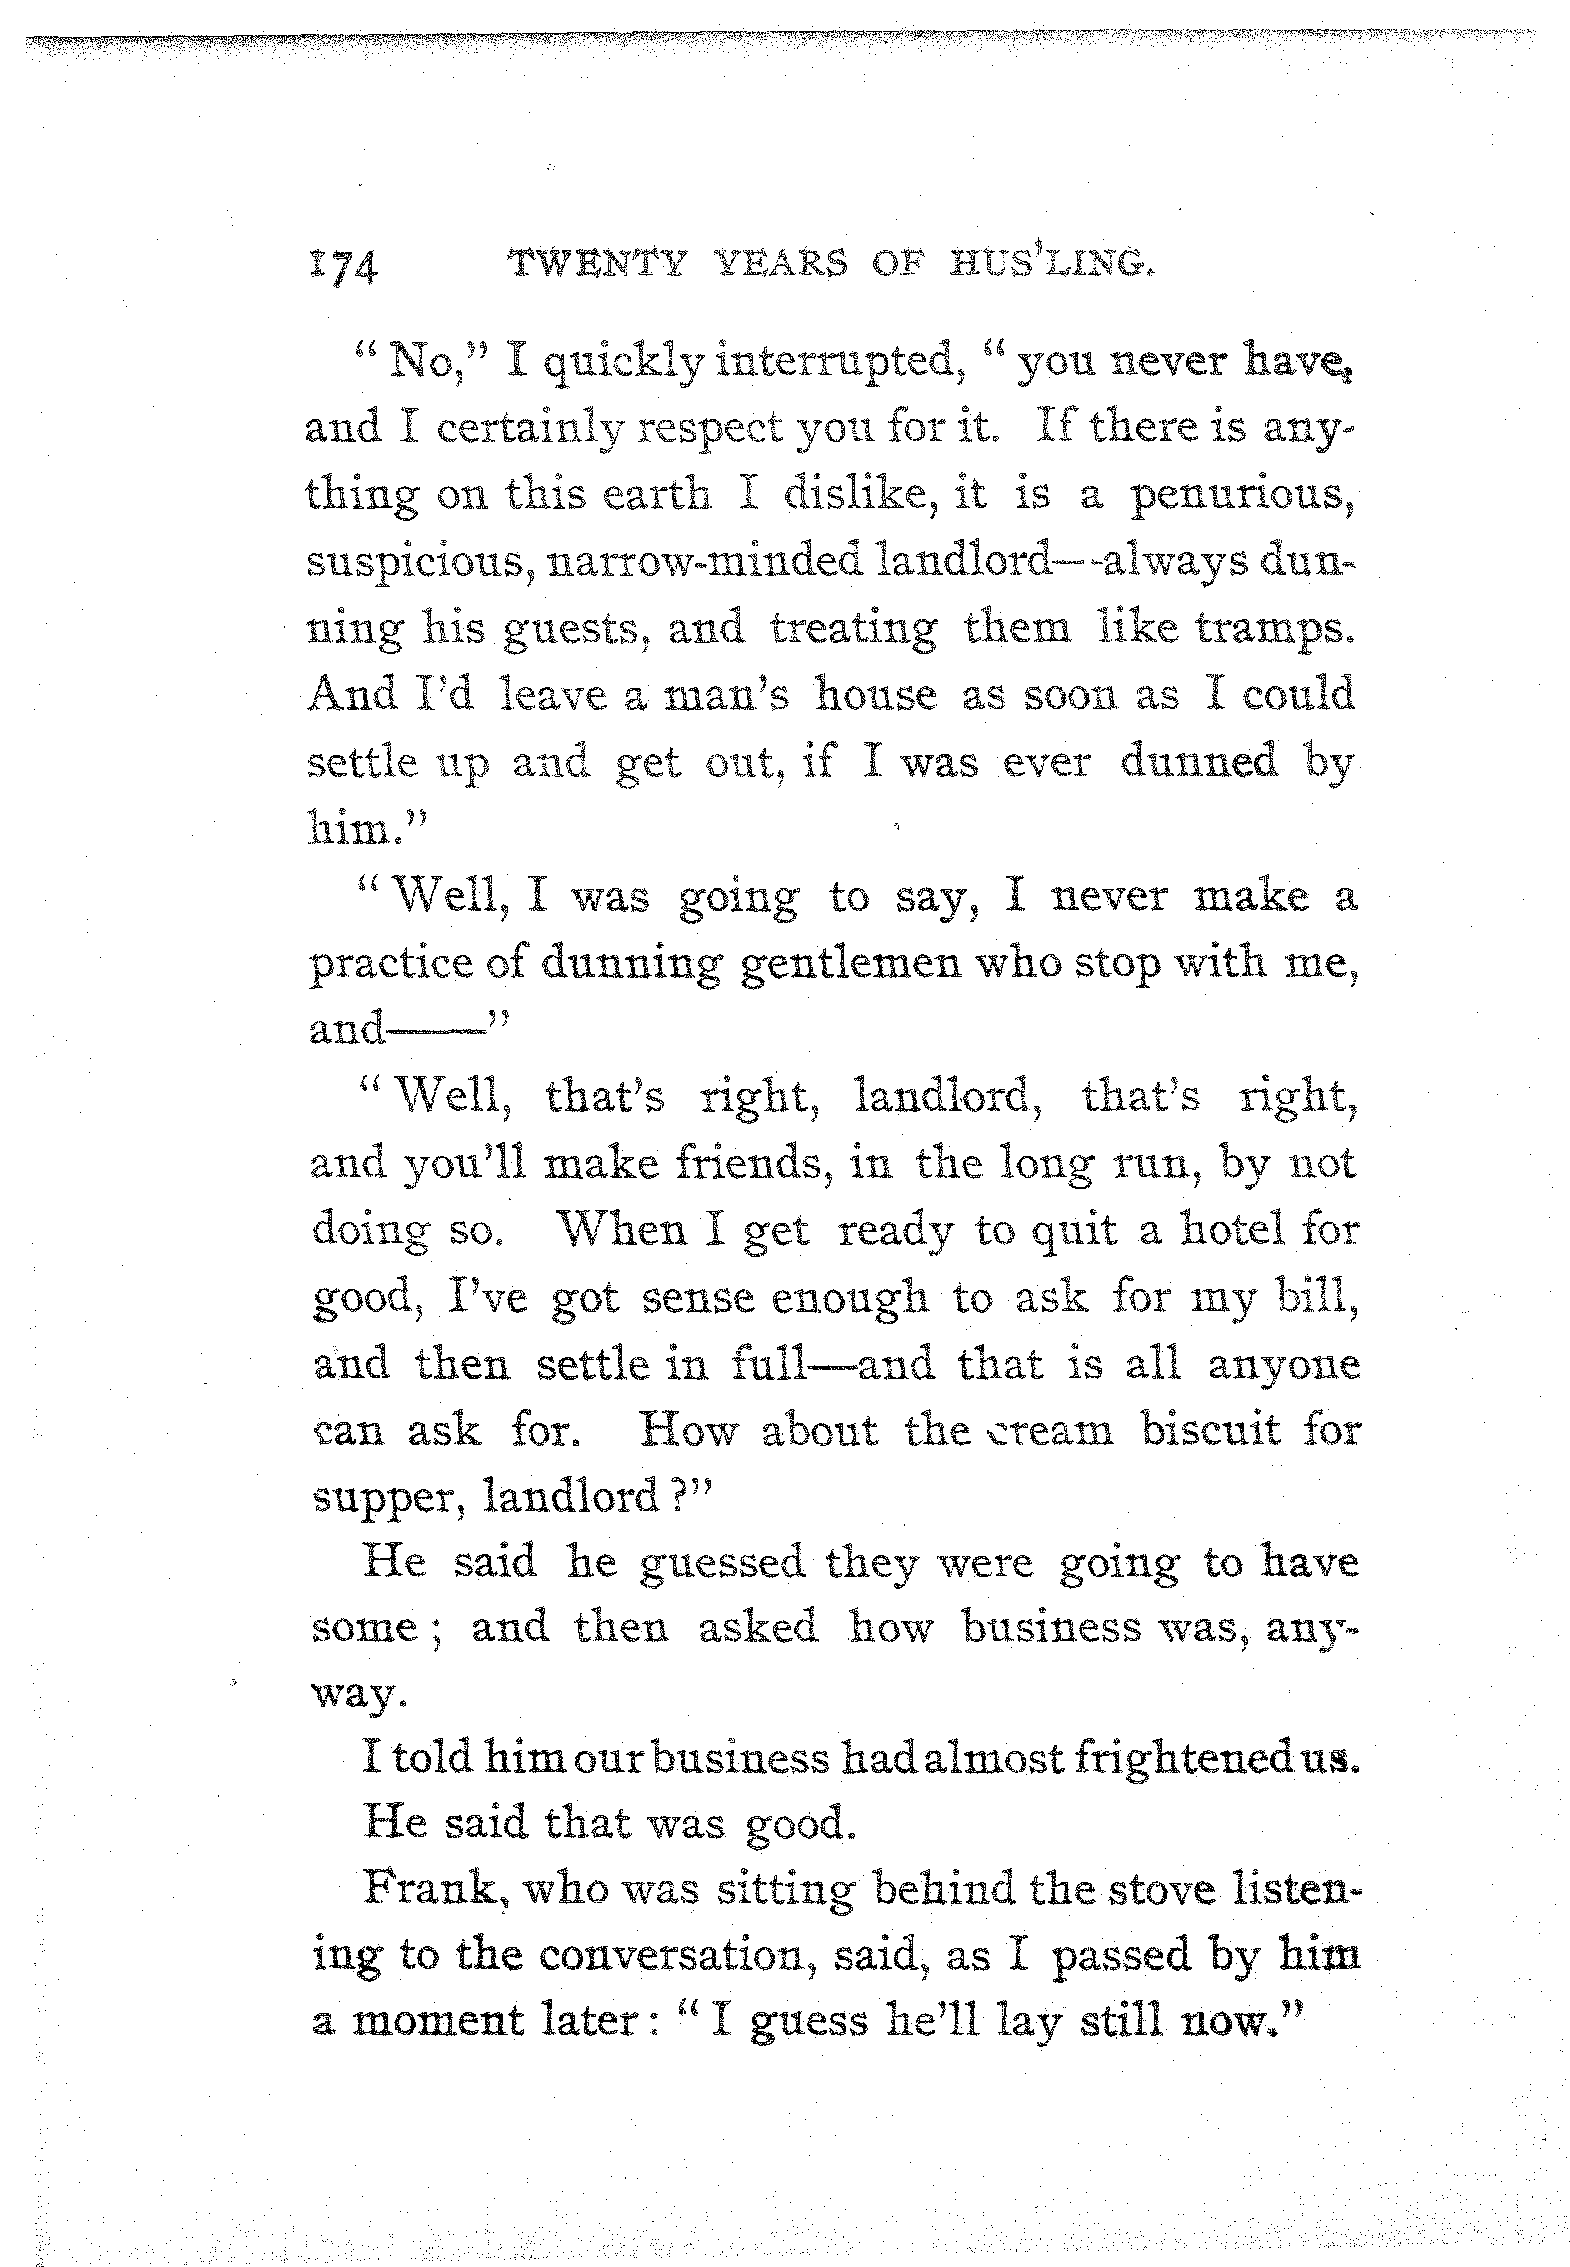 174 TWENTY YEARS OF HUS'LING.
“ No,” I quickly interrupted, “ you never have,
and I certainly respect you for it. If there is any-
thing on this earth I dislike, it is a penurious,
suspicious, narrow-minded landlord—-always dun-
ning his guests, and treating them like tramps.
And I'd leave a man's house as soon as I could
settle up and get out, if I was ever dunned by
him.”
“ Well, I was going to say, I never make a
practice of dunning gentlemen who stop with me,
and——”
“ Well, that's right, landlord, that's right,
and you'll make friends, in the long run, by not
doing so. When I get ready to quit a hotel for
good, I've got sense enough to ask for my bill,
and then settle in full—and that is all anyone
can ask for. How about the cream biscuit for
supper, landlord ?”
He said he guessed they were going to have
some ; and then asked how business was, any-
way.
I told him our business had almost frightened us.
He said that was good.
Frank, who was sitting behind the stove listen-
ing to the conversation, said, as I passed by him
a moment later : “ I guess he'll lay still now.”